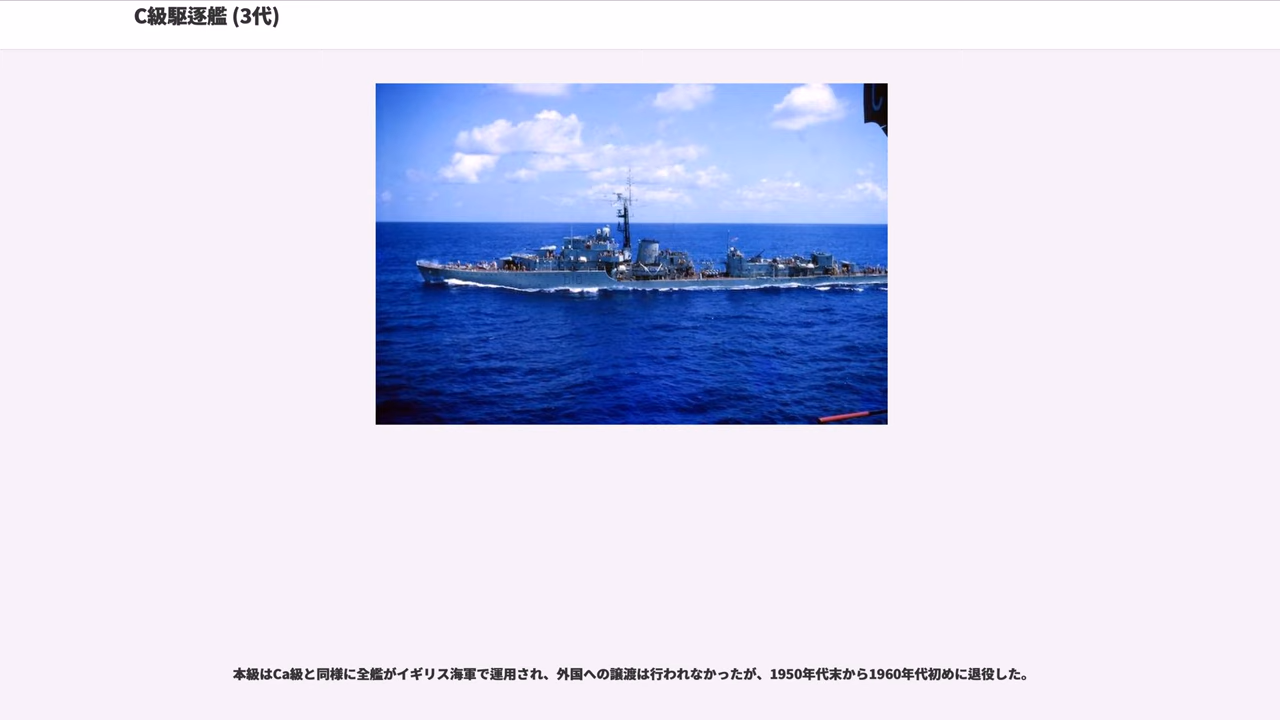 C級駆逐艦 (3代)
本級はCa級と同様に全艦がイギリス海軍で運用され、外国への譲渡は行われなかったが、1950年代末から1960年代初めに退役した。